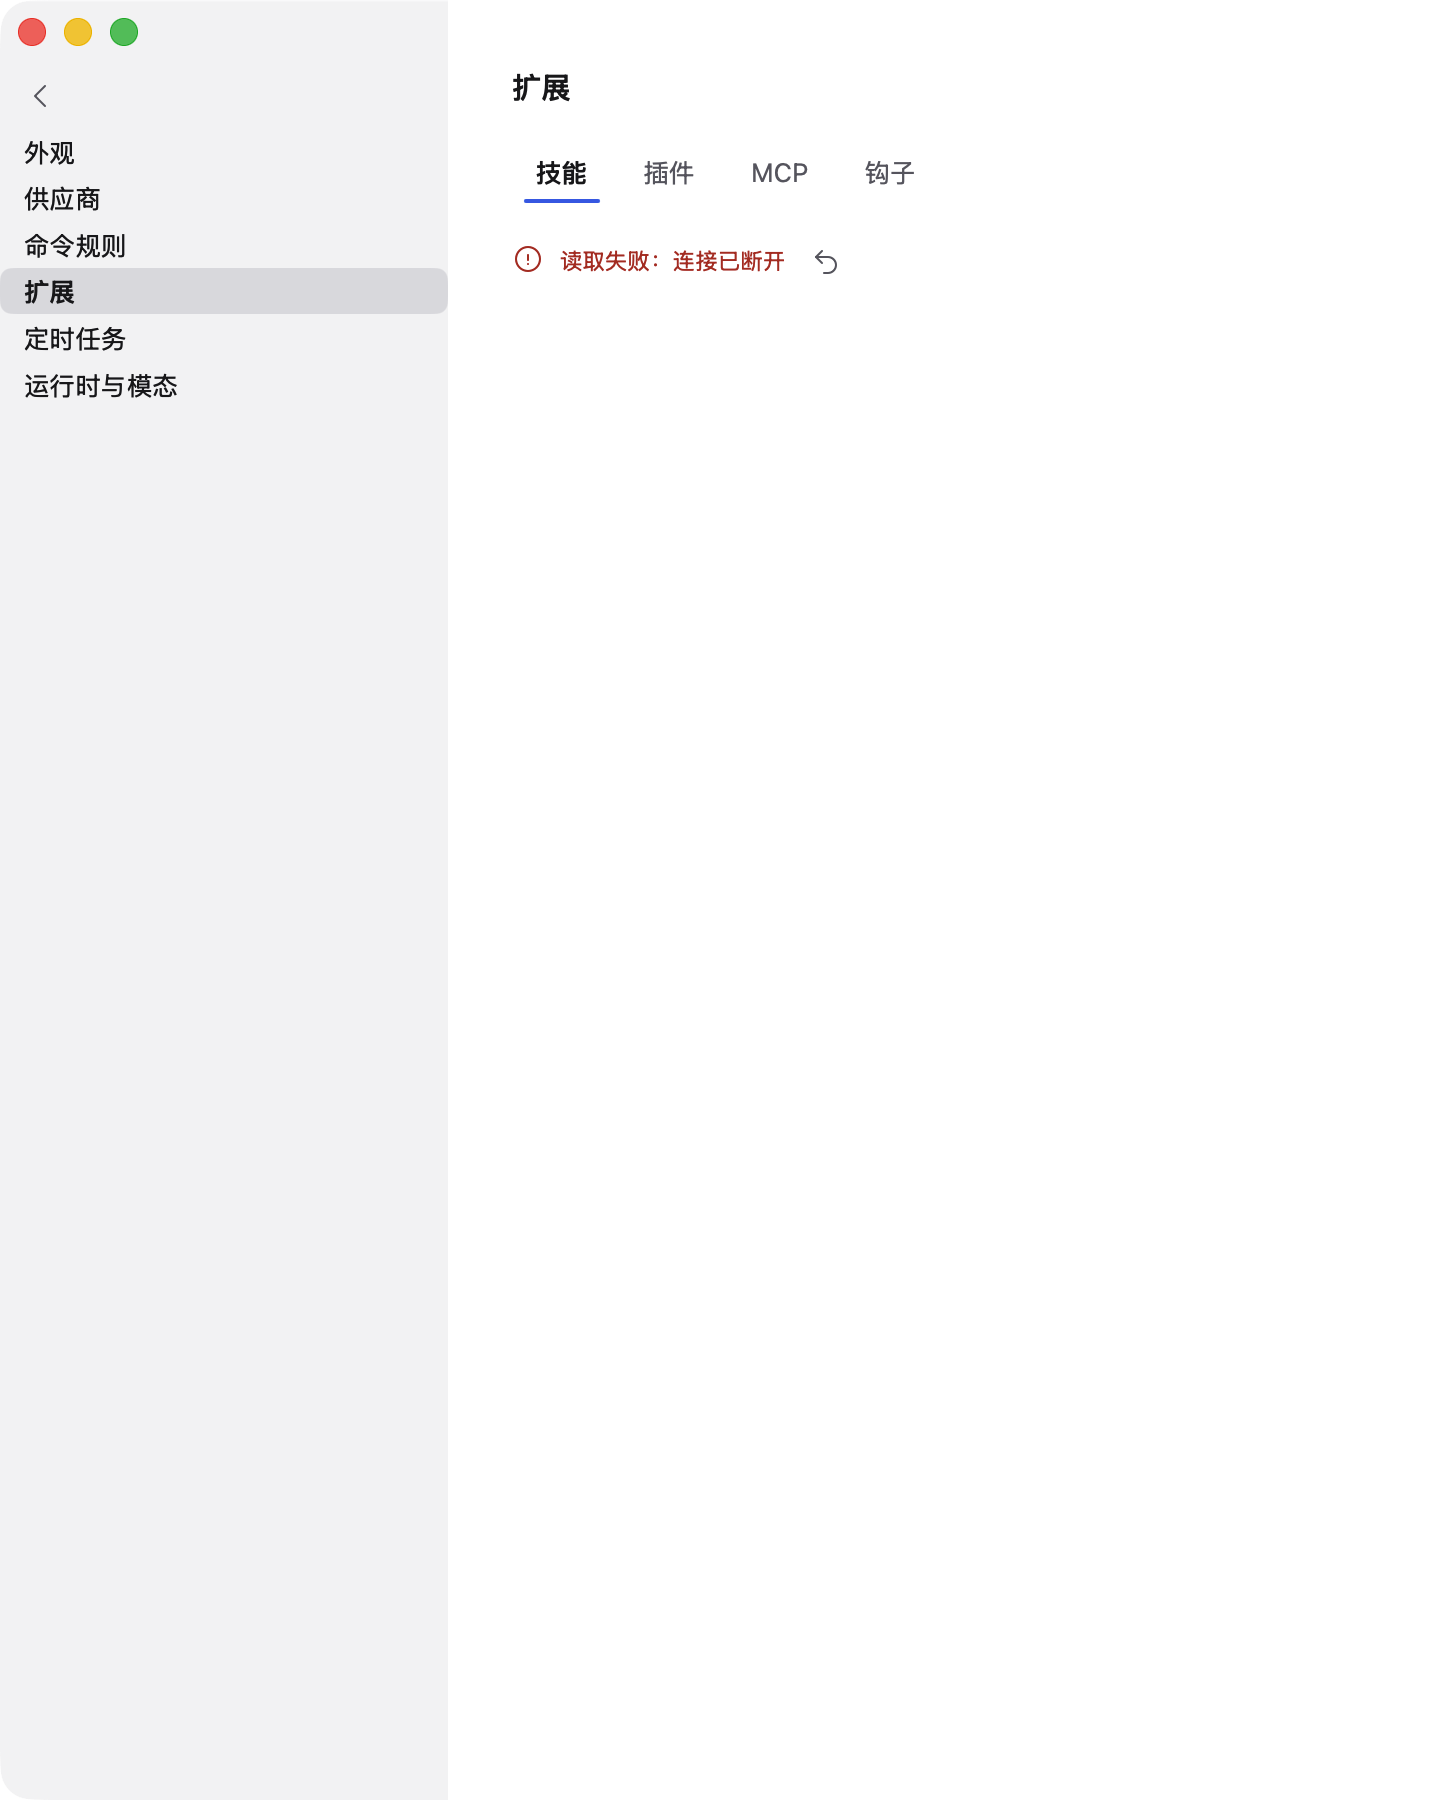 外观
供应商
命令规则
扩展
定时任务
运行时与模态
扩展
技能 插件 MCP 钩子
读取失败：连接已断开